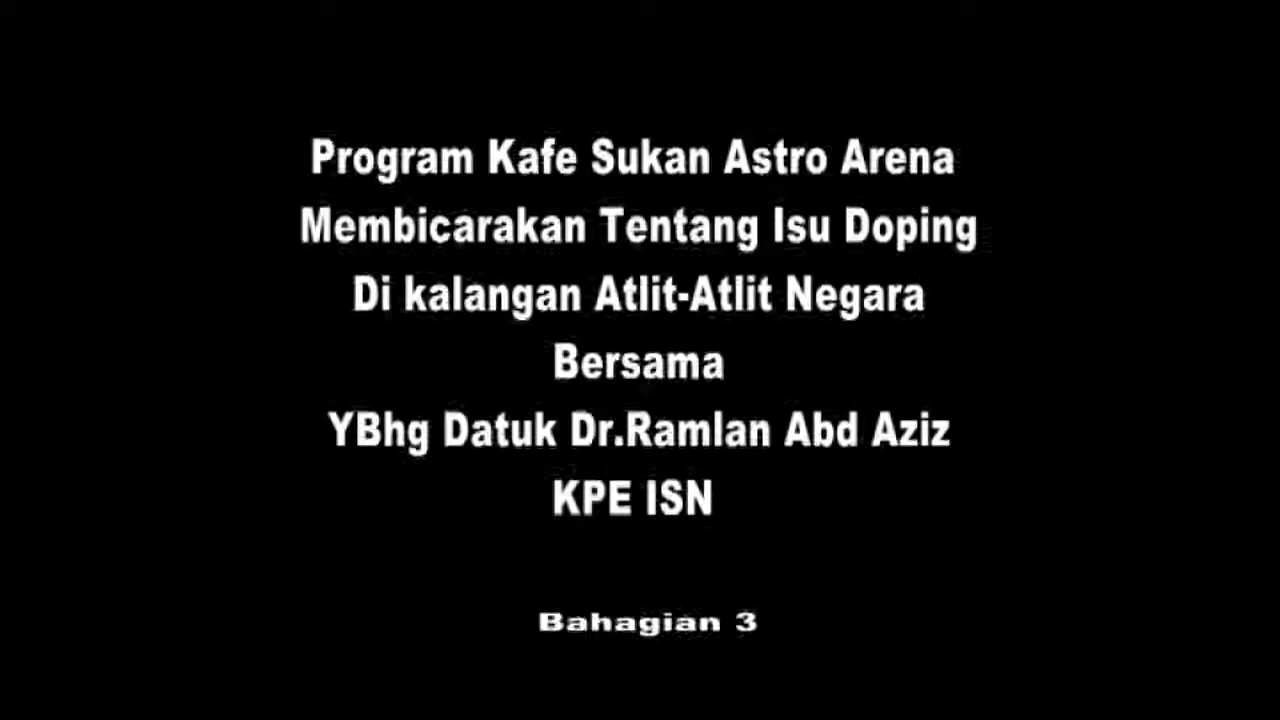 Program Kafe Sukan Astro Arena
Membicarakan Tentang Isu Doping
Di kalangan Atlit-Atlit Negara
Bersama
YBhg Datuk Dr.Ramlan Abd Aziz
KPE ISN
Bahagian 3